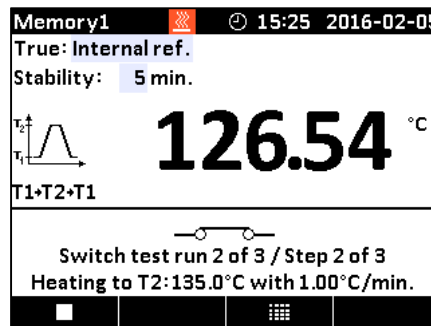 Memory1 15:25 2016-02-05
True: Internal ref.
Stability: 5 min.
T2
T1
126.54 °C
T1→T2→T1
Switch test run 2 of 3 / Step 2 of 3
Heating to T2:135.0°C with 1.00°C/min.